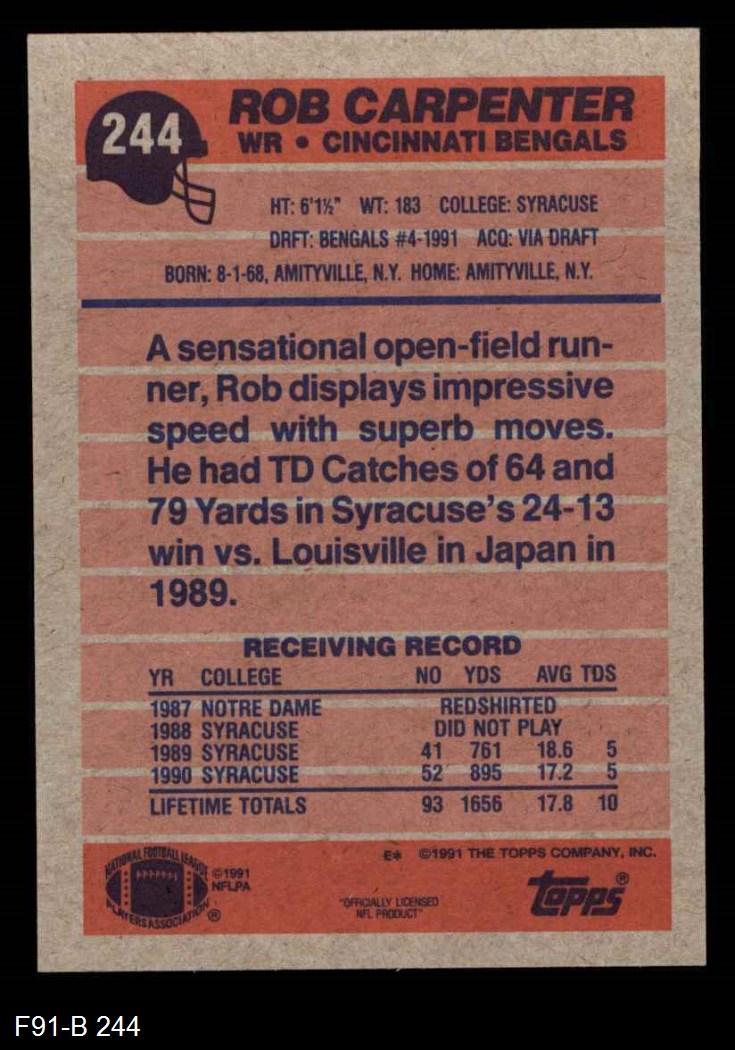 244
ROB CARPENTER
WR • CINCINNATI BENGALS
HT: 6'1½" WT: 183 COLLEGE: SYRACUSE
DRFT: BENGALS #4-1991 ACQ: VIA DRAFT
BORN: 8-1-68, AMITYVILLE, N.Y. HOME: AMITYVILLE, N.Y.
A sensational open-field run-
ner, Rob displays impressive
speed with superb moves.
He had TD Catches of 64 and
79 Yards in Syracuse's 24-13
win vs. Louisville in Japan in
1989.
RECEIVING RECORD
YR COLLEGE NO YDS AVG TDS
1987 NOTRE DAME REDSHIRTED
1988 SYRACUSE DID NOT PLAY
1989 SYRACUSE 41 761 18.6 5
1990 SYRACUSE 52 895 17.2 5
LIFETIME TOTALS 93 1656 17.8 10
NATIONAL FOOTBALL LEAGUE
PLAYERS ASSOCIATION ®
©1991
NFLPA
E* ©1991 THE TOPPS COMPANY, INC.
"OFFICIALLY LICENSED
NFL PRODUCT"
topps®
F91-B 244